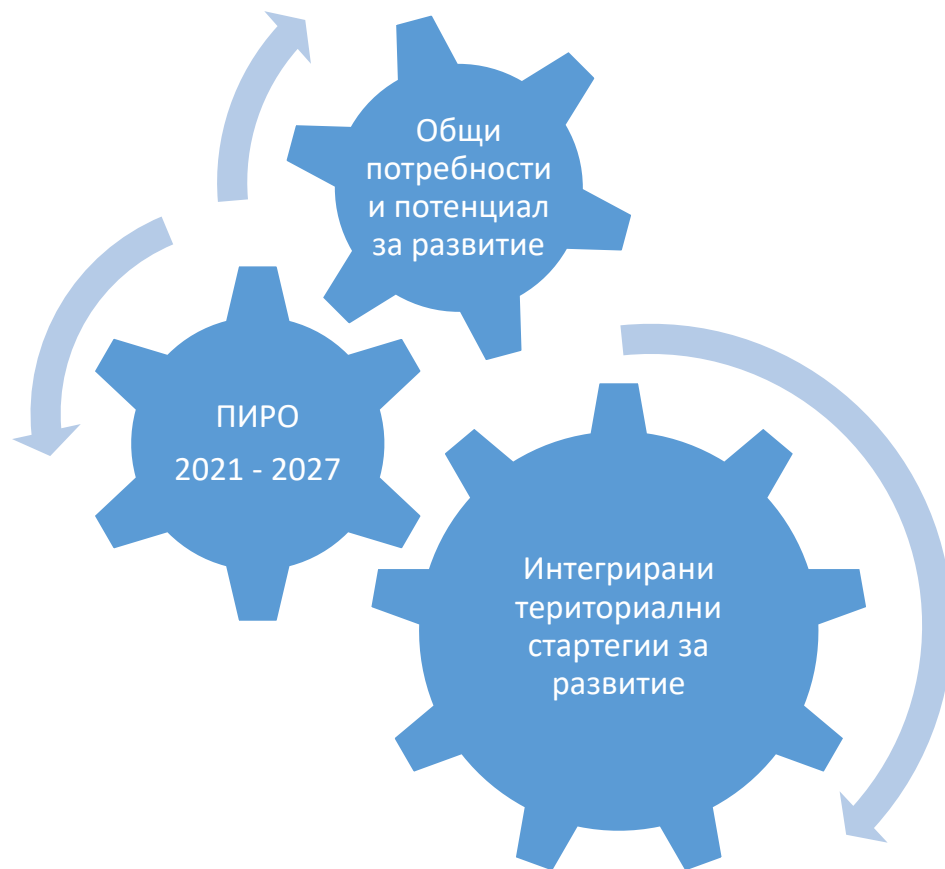 Общи
потребности
и потенциал
за развитие
ПИРО
2021 - 2027
Интегрирани
териториални
стартегии за
развитие